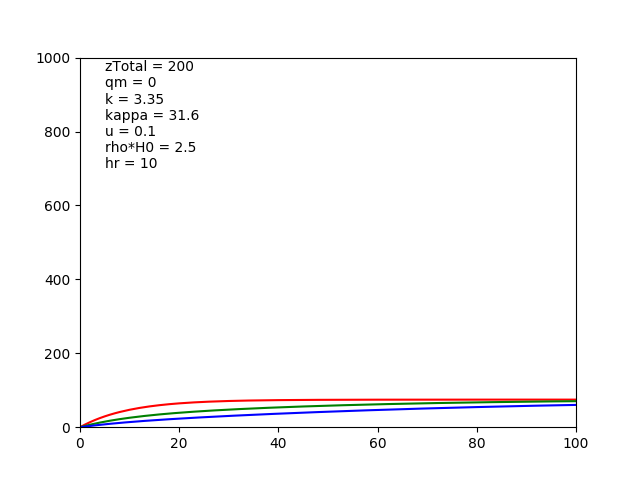 1000
800
600
400
200
0
zTotal = 200
qm = 0
k = 3.35
kappa = 31.6
u = 0.1
rho*H0 = 2.5
hr = 10
0 20 40 60 80 100